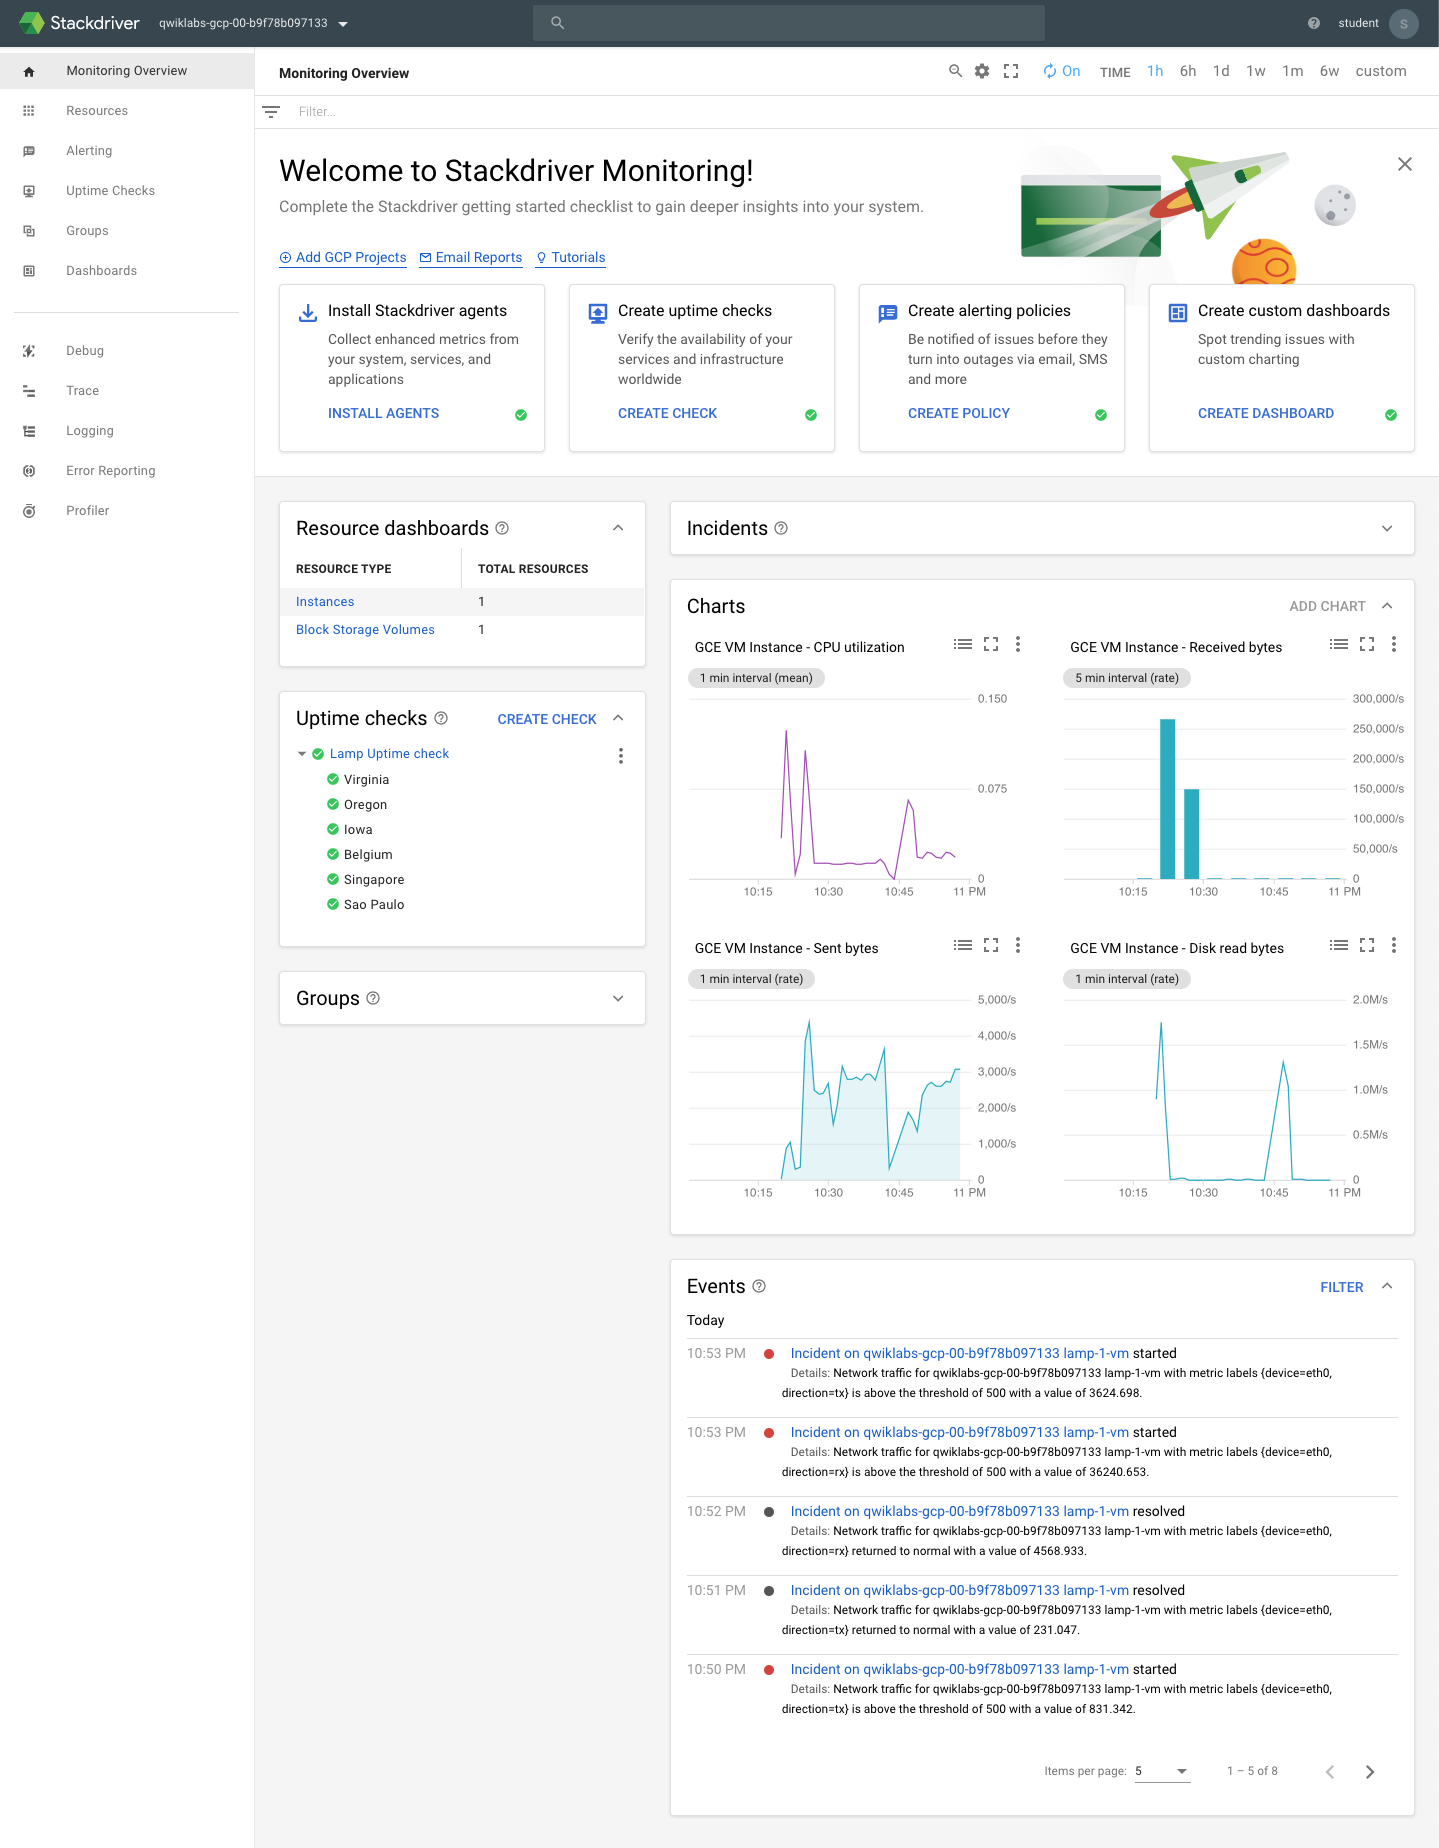 Stackdriver
qwiklabs-gcp-00-b9f78b097133
student
S
Monitoring Overview
Resources
Alerting
Uptime Checks
Groups
Dashboards
Debug
Trace
Logging
Error Reporting
Profiler
Monitoring Overview
On TIME 1h 6h 1d 1w 1m 6w custom
Filter...
Welcome to Stackdriver Monitoring!
Complete the Stackdriver getting started checklist to gain deeper insights into your system.
Add GCP Projects Email Reports Tutorials
Install Stackdriver agents
Collect enhanced metrics from
your system, services, and
applications
INSTALL AGENTS
Create uptime checks
Verify the availability of your
services and infrastructure
worldwide
CREATE CHECK
Create alerting policies
Be notified of issues before they
turn into outages via email, SMS
and more
CREATE POLICY
Create custom dashboards
Spot trending issues with
custom charting
CREATE DASHBOARD
Resource dashboards
RESOURCE TYPE TOTAL RESOURCES
Instances 1
Block Storage Volumes 1
Uptime checks CREATE CHECK
Lamp Uptime check
Virginia
Oregon
Iowa
Belgium
Singapore
Sao Paulo
Groups
Incidents
Charts ADD CHART
GCE VM Instance - CPU utilization
1 min interval (mean)
0.150
0.075
0
10:15 10:30 10:45 11 PM
GCE VM Instance - Received bytes
5 min interval (rate)
300,000/s
250,000/s
200,000/s
150,000/s
100,000/s
50,000/s
0
10:15 10:30 10:45 11 PM
GCE VM Instance - Sent bytes
1 min interval (rate)
5,000/s
4,000/s
3,000/s
2,000/s
1,000/s
0
10:15 10:30 10:45 11 PM
GCE VM Instance - Disk read bytes
1 min interval (rate)
2.0M/s
1.5M/s
1.0M/s
0.5M/s
0
10:15 10:30 10:45 11 PM
Events FILTER
Today
10:53 PM Incident on qwiklabs-gcp-00-b9f78b097133 lamp-1-vm started
Details: Network traffic for qwiklabs-gcp-00-b9f78b097133 lamp-1-vm with metric labels {device=eth0,
direction=tx} is above the threshold of 500 with a value of 3624.698.
10:53 PM Incident on qwiklabs-gcp-00-b9f78b097133 lamp-1-vm started
Details: Network traffic for qwiklabs-gcp-00-b9f78b097133 lamp-1-vm with metric labels {device=eth0,
direction=rx} is above the threshold of 500 with a value of 36240.653.
10:52 PM Incident on qwiklabs-gcp-00-b9f78b097133 lamp-1-vm resolved
Details: Network traffic for qwiklabs-gcp-00-b9f78b097133 lamp-1-vm with metric labels {device=eth0,
direction=rx} returned to normal with a value of 4568.933.
10:51 PM Incident on qwiklabs-gcp-00-b9f78b097133 lamp-1-vm resolved
Details: Network traffic for qwiklabs-gcp-00-b9f78b097133 lamp-1-vm with metric labels {device=eth0,
direction=tx} returned to normal with a value of 231.047.
10:50 PM Incident on qwiklabs-gcp-00-b9f78b097133 lamp-1-vm started
Details: Network traffic for qwiklabs-gcp-00-b9f78b097133 lamp-1-vm with metric labels {device=eth0,
direction=tx} is above the threshold of 500 with a value of 831.342.
Items per page: 5 1 – 5 of 8